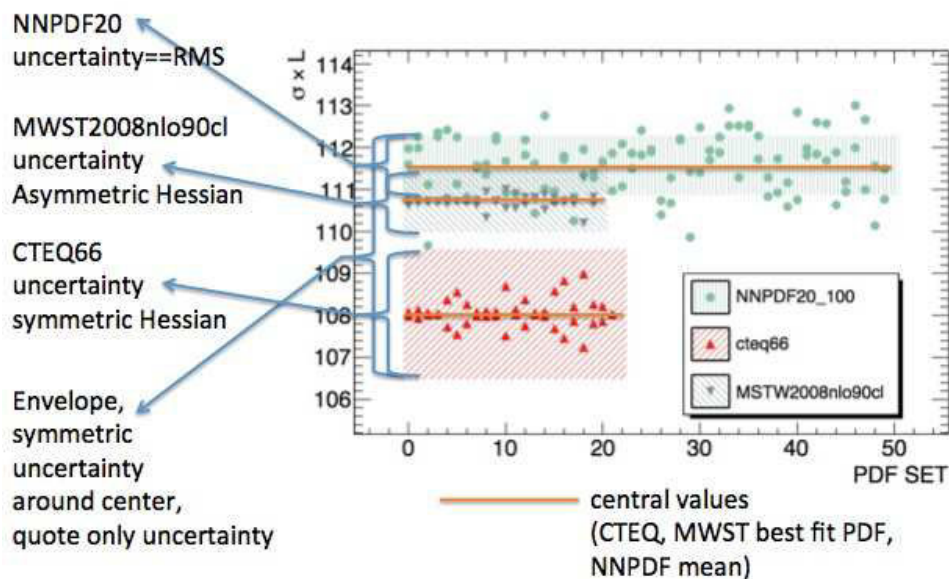 NNPDF20
uncertainty==RMS
MWST2008nlo90cl
uncertainty
Asymmetric Hessian
CTEQ66
uncertainty
symmetric Hessian
Envelope,
symmetric
uncertainty
around center,
quote only uncertainty
σ × L
114
113
112
111
110
109
108
107
106
NNPDF20_100
cteq66
MSTW2008nlo90cl
0 10 20 30 40 50
PDF SET
central values
(CTEQ, MWST best fit PDF,
NNPDF mean)